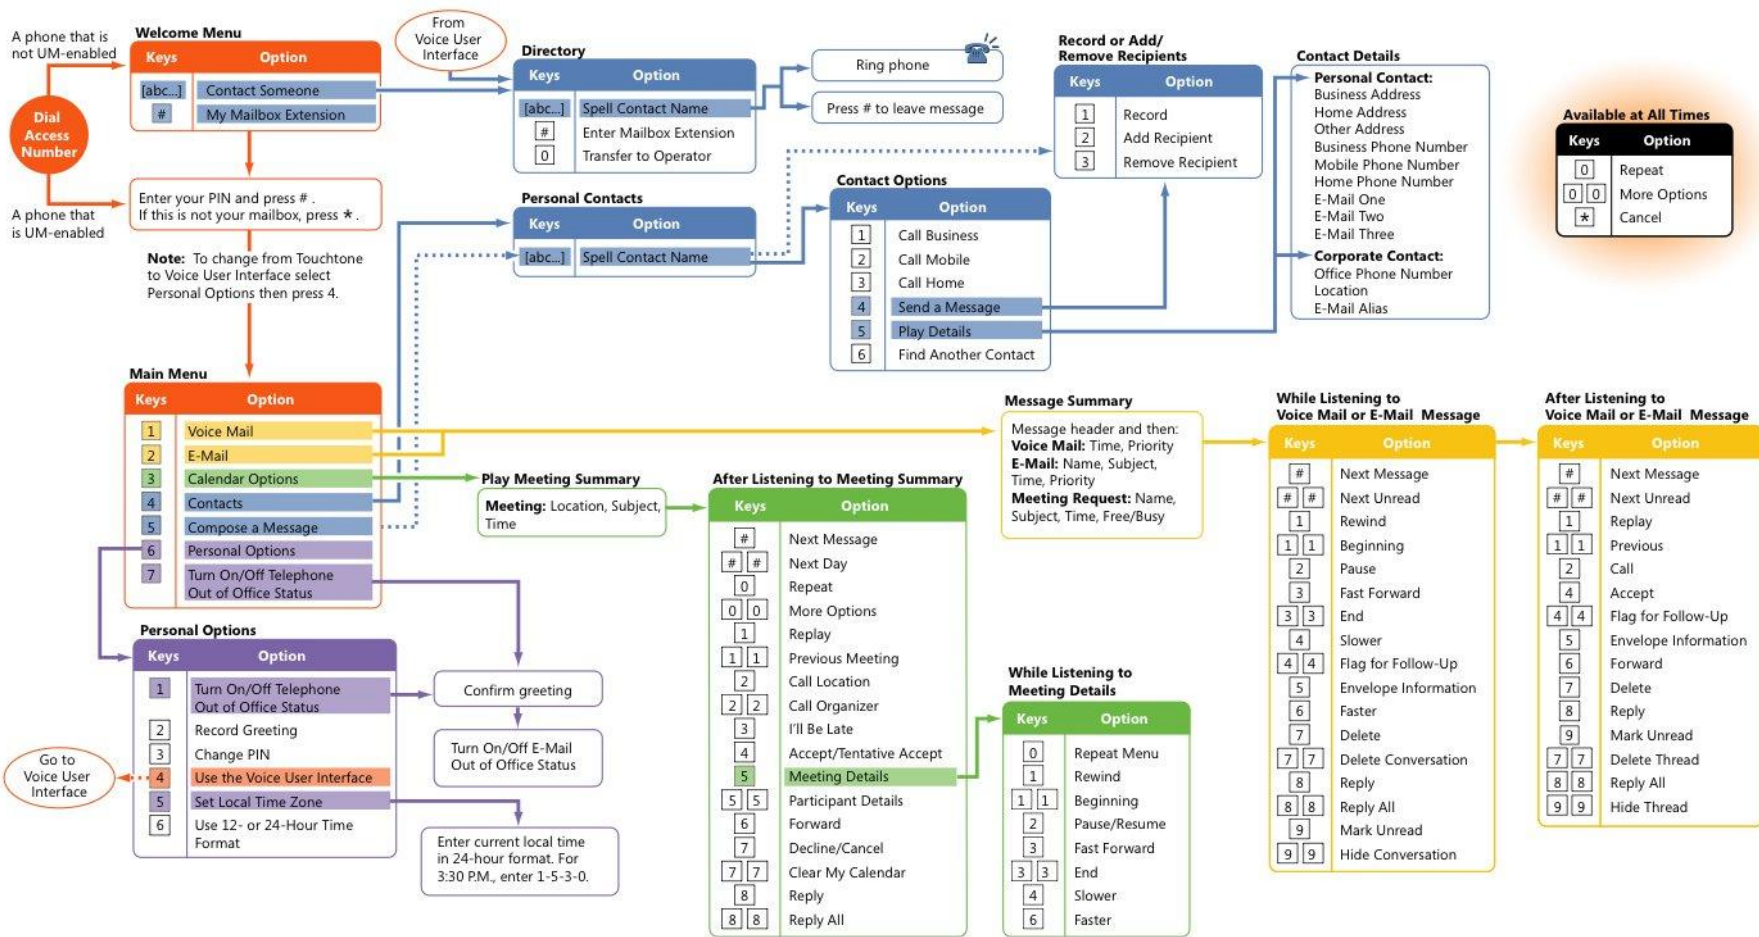 A phone that is
not UM-enabled
Dial
Access
Number
A phone that
is UM-enabled
Welcome Menu
Keys Option
[abc...] Contact Someone
# My Mailbox Extension
Enter your PIN and press # .
If this is not your mailbox, press * .
Note: To change from Touchtone
to Voice User Interface select
Personal Options then press 4.
From
Voice User
Interface
Directory
Keys Option
[abc...] Spell Contact Name
# Enter Mailbox Extension
0 Transfer to Operator
Ring phone
Press # to leave message
Personal Contacts
Keys Option
[abc...] Spell Contact Name
Contact Options
Keys Option
1 Call Business
2 Call Mobile
3 Call Home
4 Send a Message
5 Play Details
6 Find Another Contact
Record or Add/
Remove Recipients
Keys Option
1 Record
2 Add Recipient
3 Remove Recipient
Contact Details
Personal Contact:
Business Address
Home Address
Other Address
Business Phone Number
Mobile Phone Number
Home Phone Number
E-Mail One
E-Mail Two
E-Mail Three
Corporate Contact:
Office Phone Number
Location
E-Mail Alias
Available at All Times
Keys Option
0 Repeat
0 0 More Options
* Cancel
Main Menu
Keys Option
1 Voice Mail
2 E-Mail
3 Calendar Options
4 Contacts
5 Compose a Message
6 Personal Options
7 Turn On/Off Telephone
Out of Office Status
Personal Options
Keys Option
1 Turn On/Off Telephone
Out of Office Status
2 Record Greeting
3 Change PIN
4 Use the Voice User Interface
5 Set Local Time Zone
6 Use 12- or 24-Hour Time
Format
Go to
Voice User
Interface
Confirm greeting
Turn On/Off E-Mail
Out of Office Status
Enter current local time
in 24-hour format. For
3:30 P.M., enter 1-5-3-0.
Play Meeting Summary
Meeting: Location, Subject,
Time
After Listening to Meeting Summary
Keys Option
# Next Message
# # Next Day
0 Repeat
0 0 More Options
1 Replay
1 1 Previous Meeting
2 Call Location
2 2 Call Organizer
3 I'll Be Late
4 Accept/Tentative Accept
5 Meeting Details
5 5 Participant Details
6 Forward
7 Decline/Cancel
7 7 Clear My Calendar
8 Reply
8 8 Reply All
While Listening to
Meeting Details
Keys Option
0 Repeat Menu
1 Rewind
1 1 Beginning
2 Pause/Resume
3 Fast Forward
3 3 End
4 Slower
6 Faster
Message Summary
Message header and then:
Voice Mail: Time, Priority
E-Mail: Name, Subject,
Time, Priority
Meeting Request: Name,
Subject, Time, Free/Busy
While Listening to
Voice Mail or E-Mail Message
Keys Option
# Next Message
# # Next Unread
1 Rewind
1 1 Beginning
2 Pause
3 Fast Forward
3 3 End
4 Slower
4 4 Flag for Follow-Up
5 Envelope Information
6 Faster
7 Delete
7 7 Delete Conversation
8 Reply
8 8 Reply All
9 Mark Unread
9 9 Hide Conversation
After Listening to
Voice Mail or E-Mail Message
Keys Option
# Next Message
# # Next Unread
1 Replay
1 1 Previous
2 Call
4 Accept
4 4 Flag for Follow-Up
5 Envelope Information
6 Forward
7 Delete
8 Reply
9 Mark Unread
7 7 Delete Thread
8 8 Reply All
9 9 Hide Thread